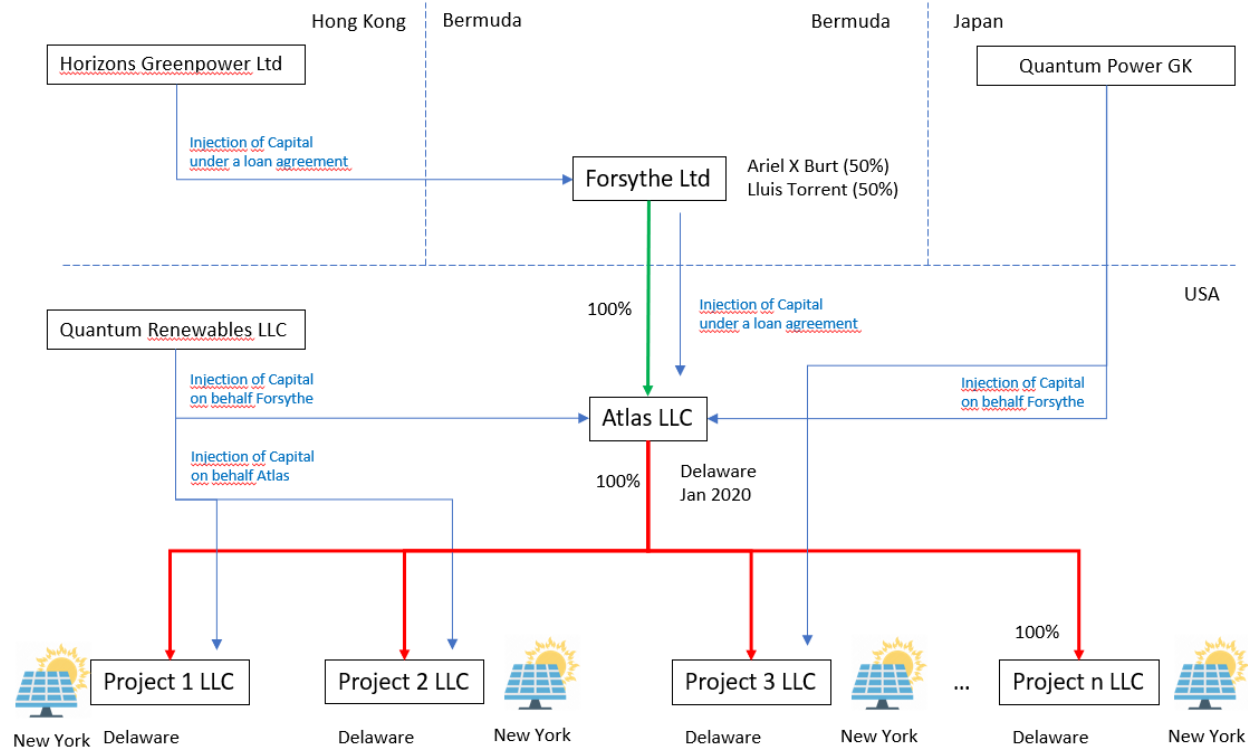 Hong Kong
Bermuda
Bermuda
Japan
Horizons Greenpower Ltd
Quantum Power GK
Injection of Capital
under a loan agreement
Forsythe Ltd
Ariel X Burt (50%)
Lluis Torrent (50%)
USA
100%
Injection of Capital
under a loan agreement
Quantum Renewables LLC
Injection of Capital
on behalf Forsythe
Injection of Capital
on behalf Forsythe
Atlas LLC
Injection of Capital
on behalf Atlas
100%
Delaware
Jan 2020
100%
Project 1 LLC
Project 2 LLC
Project 3 LLC
...
Project n LLC
New York
Delaware
Delaware
New York
Delaware
New York
Delaware
New York